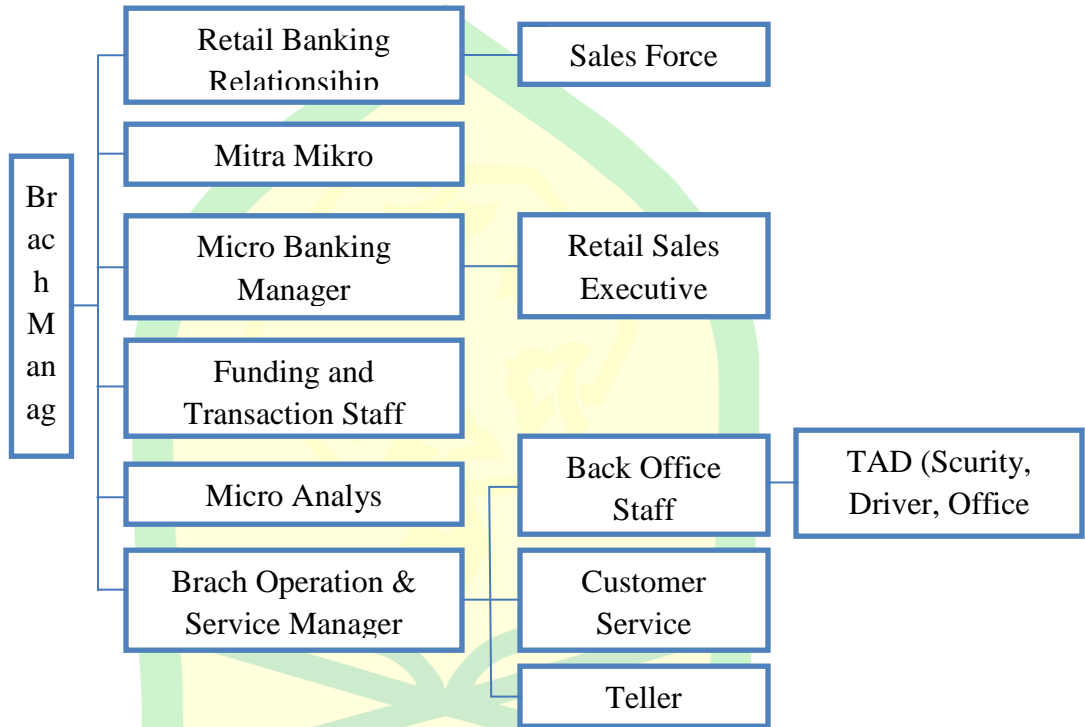 Br
ac
h
M
an
ag
Retail Banking
Relationsihip
Sales Force
Mitra Mikro
Micro Banking
Manager
Retail Sales
Executive
Funding and
Transaction Staff
Micro Analys
Brach Operation &
Service Manager
Back Office
Staff
TAD (Scurity,
Driver, Office
Customer
Service
Teller